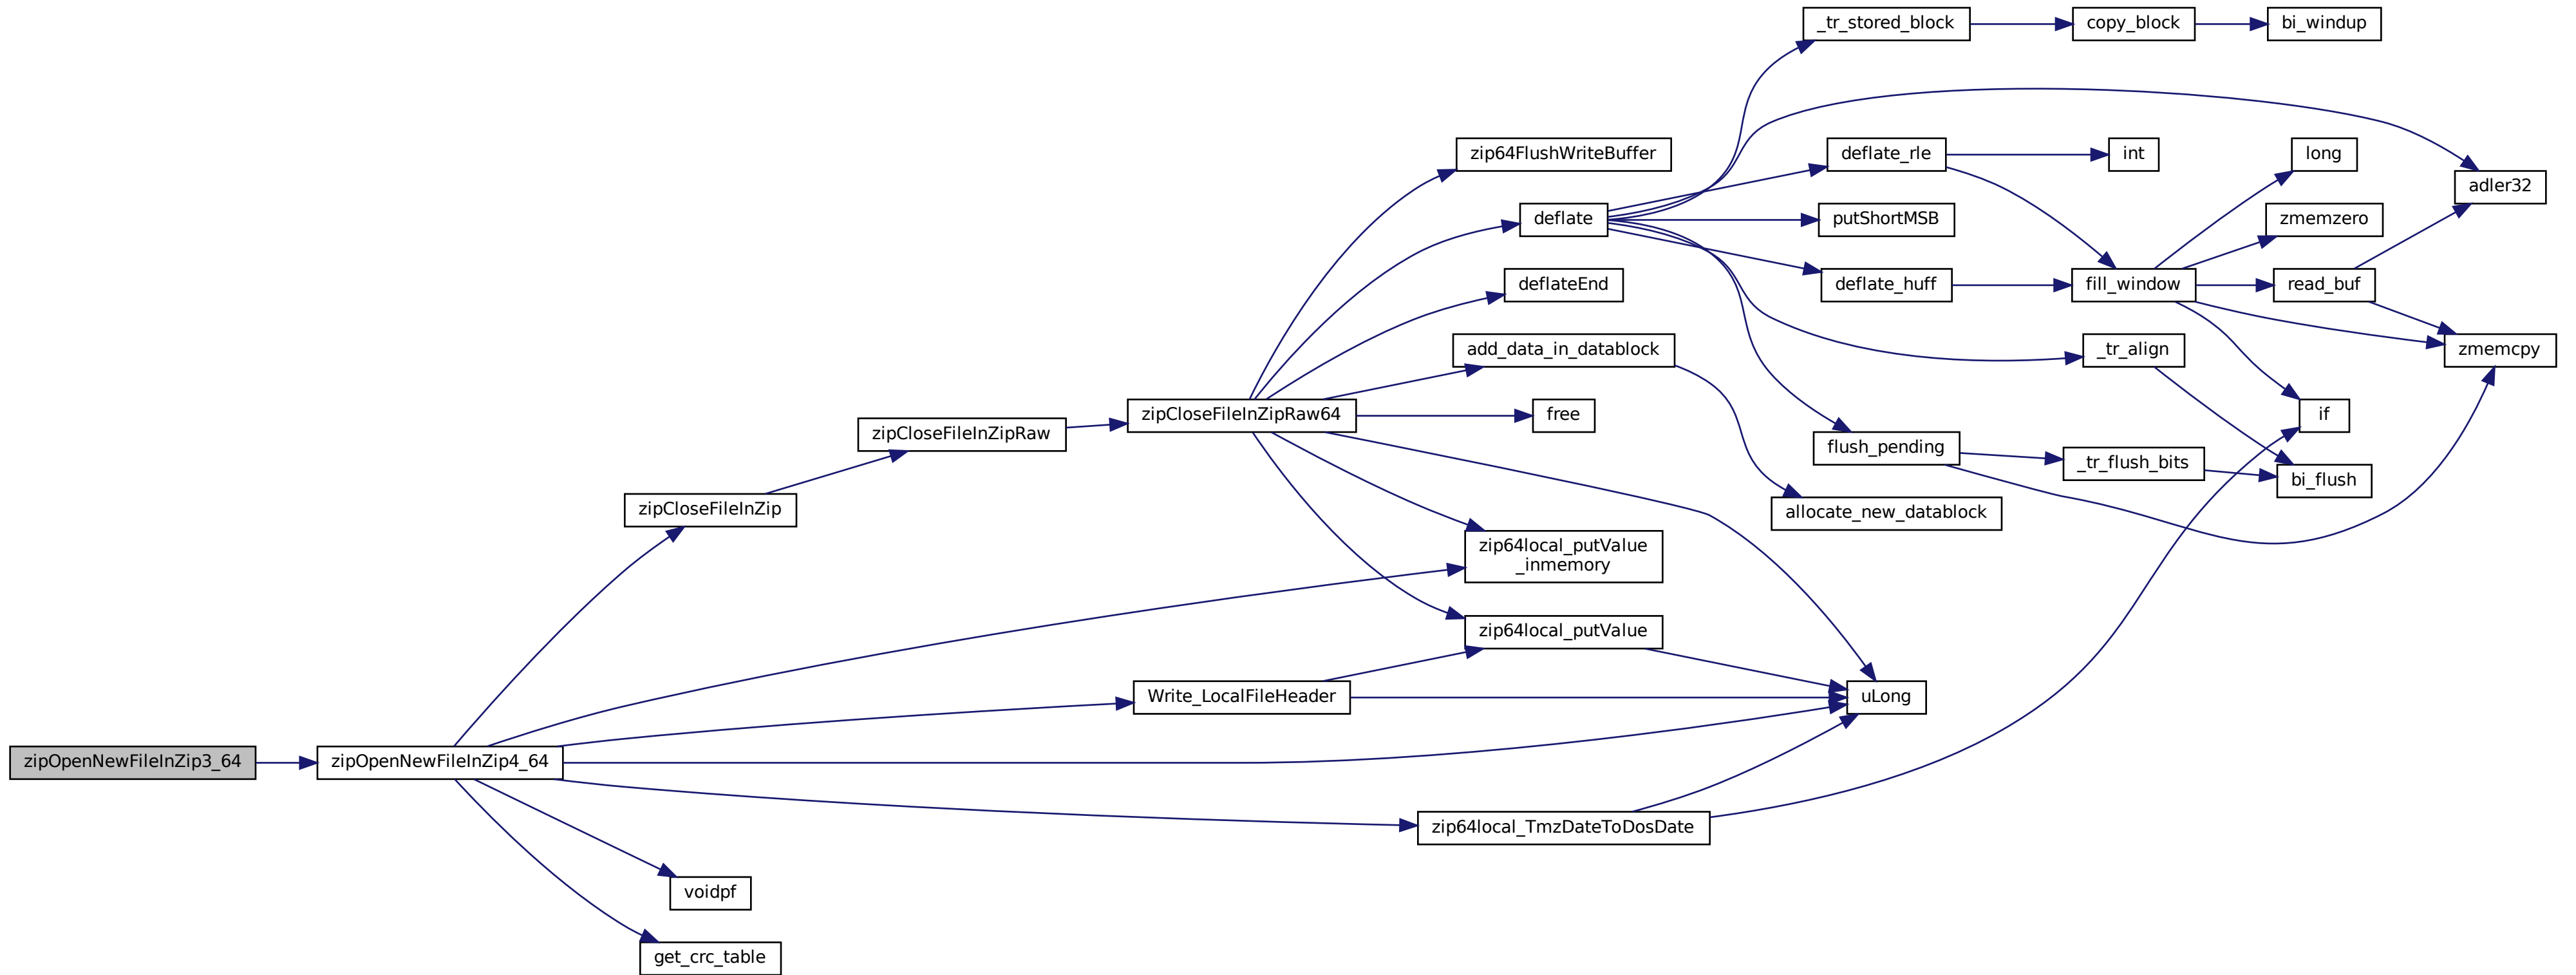 _tr_stored_block
copy_block
bi_windup
zip64FlushWriteBuffer
deflate_rle
int
long
adler32
deflate
putShortMSB
zmemzero
deflateEnd
deflate_huff
fill_window
read_buf
add_data_in_datablock
_tr_align
zmemcpy
zipCloseFileInZipRaw
zipCloseFileInZipRaw64
free
if
flush_pending
_tr_flush_bits
bi_flush
zipCloseFileInZip
allocate_new_datablock
zip64local_putValue
_inmemory
zip64local_putValue
Write_LocalFileHeader
uLong
zipOpenNewFileInZip3_64
zipOpenNewFileInZip4_64
zip64local_TmzDateToDosDate
voidpf
get_crc_table